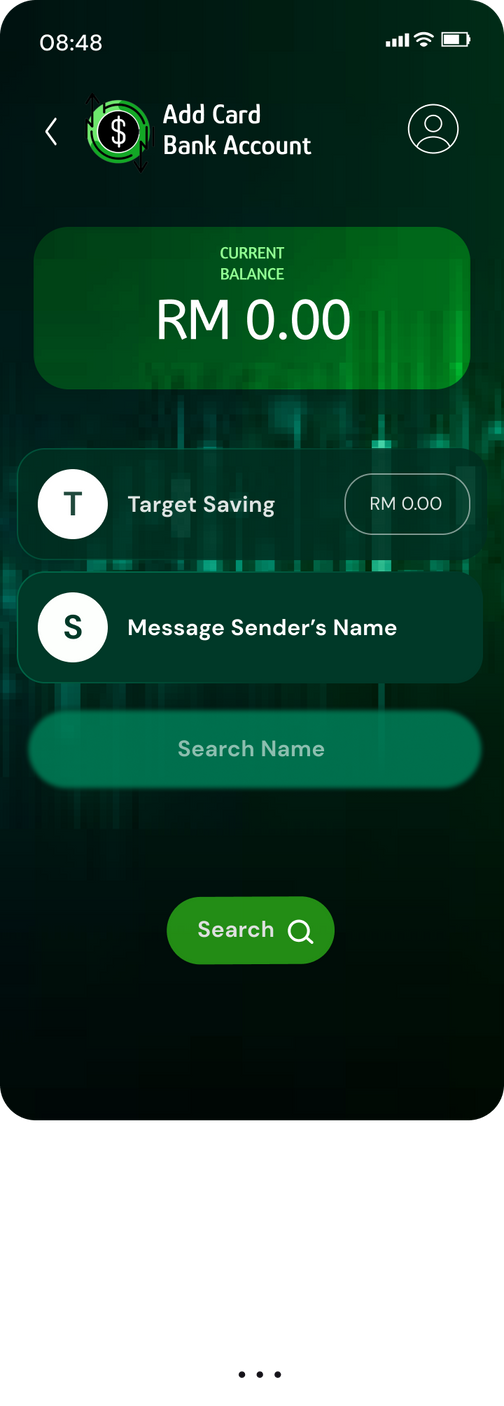 08:48
$
Add Card
Bank Account
CURRENT
BALANCE
RM 0.00
T
Target Saving
RM 0.00
S
Message Sender’s Name
Search Name
Search